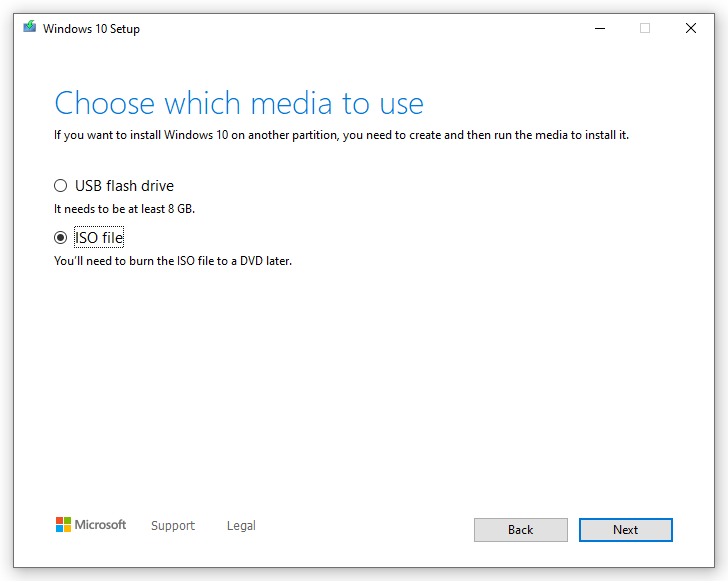 Windows 10 Setup
Choose which media to use
If you want to install Windows 10 on another partition, you need to create and then run the media to install it.
USB flash drive
It needs to be at least 8 GB.
ISO file
You'll need to burn the ISO file to a DVD later.
Microsoft Support Legal Back Next